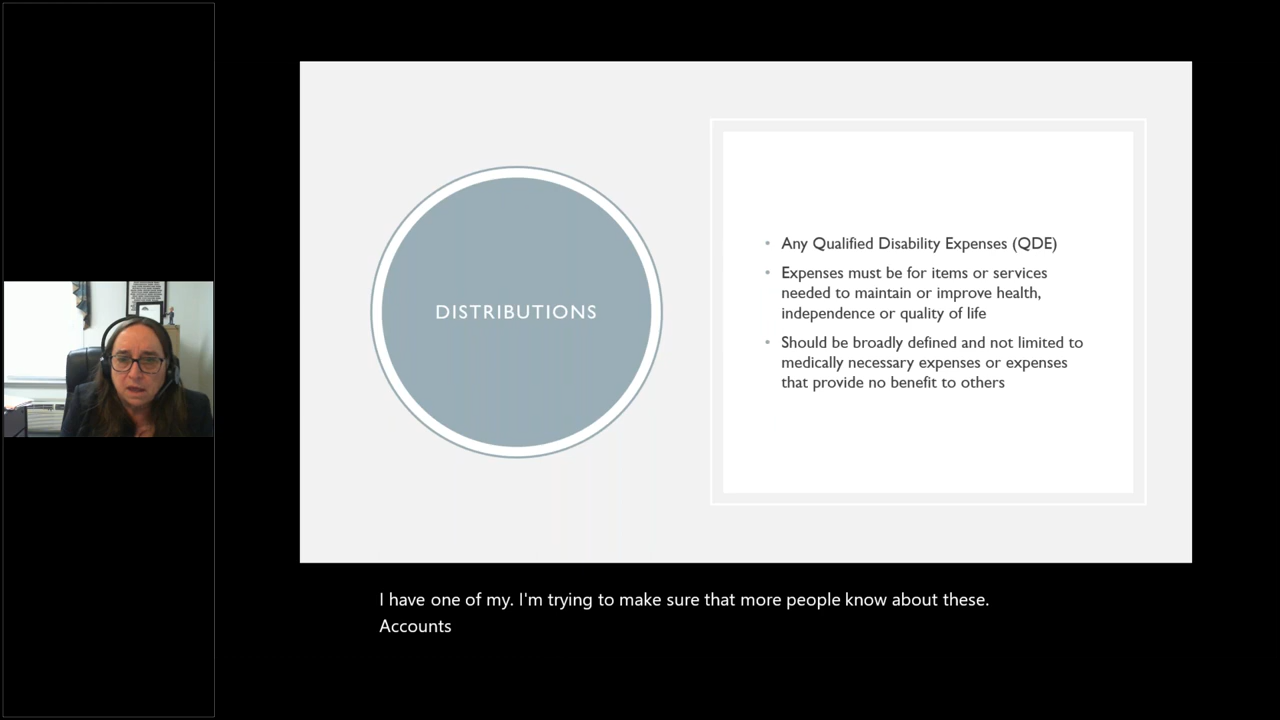 DISTRIBUTIONS
Any Qualified Disability Expenses (QDE)
Expenses must be for items or services
needed to maintain or improve health,
independence or quality of life
Should be broadly defined and not limited to
medically necessary expenses or expenses
that provide no benefit to others
I have one of my. I'm trying to make sure that more people know about these.
Accounts